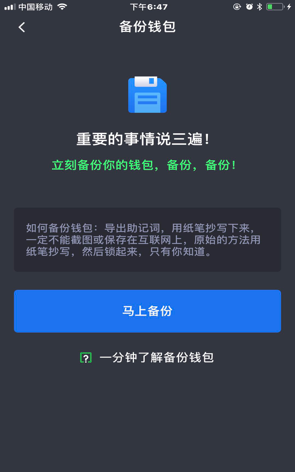 中国移动
下午6:47
备份钱包
重要的事情说三遍！
立刻备份你的钱包，备份，备份！
如何备份钱包：导出助记词，用纸笔抄写下来，
一定不能截图或保存在互联网上，原始的方法用
纸笔抄写，然后锁起来，只有你知道。
马上备份
一分钟了解备份钱包